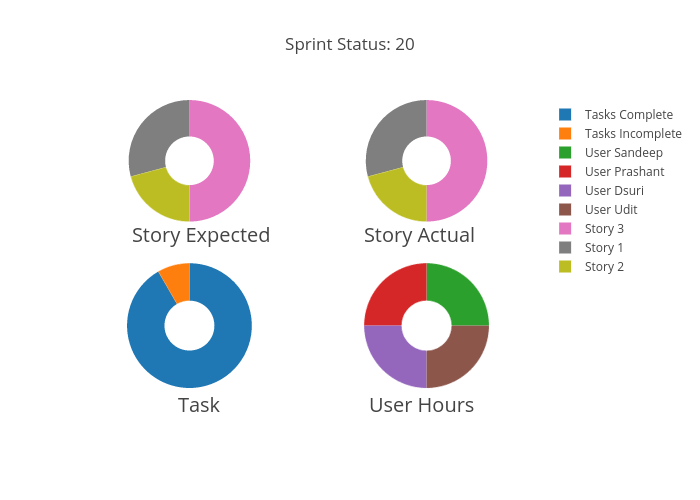 Sprint Status: 20
Story Expected
Story Actual
Task
User Hours
Tasks Complete
Tasks Incomplete
User Sandeep
User Prashant
User Dsuri
User Udit
Story 3
Story 1
Story 2